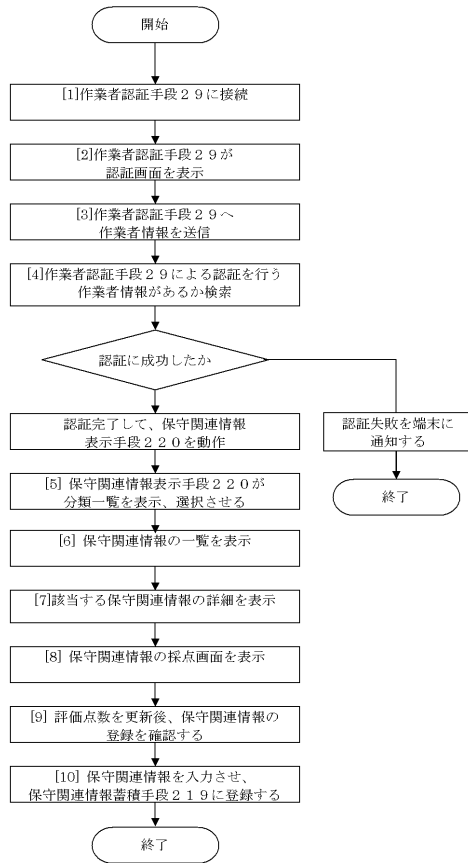 開始
[1]作業者認証手段２９に接続
[2]作業者認証手段２９が
認証画面を表示
[3]作業者認証手段２９へ
作業者情報を送信
[4]作業者認証手段２９による認証を行う
作業者情報があるか検索
認証に成功したか
認証完了して、保守関連情報
表示手段２２０を動作
認証失敗を端末に
通知する
終了
[5] 保守関連情報表示手段２２０が
分類一覧を表示、選択させる
[6] 保守関連情報の一覧を表示
[7]該当する保守関連情報の詳細を表示
[8] 保守関連情報の採点画面を表示
[9] 評価点数を更新後、保守関連情報の
登録を確認する
[10] 保守関連情報を入力させ、
保守関連情報蓄積手段２１９に登録する
終了